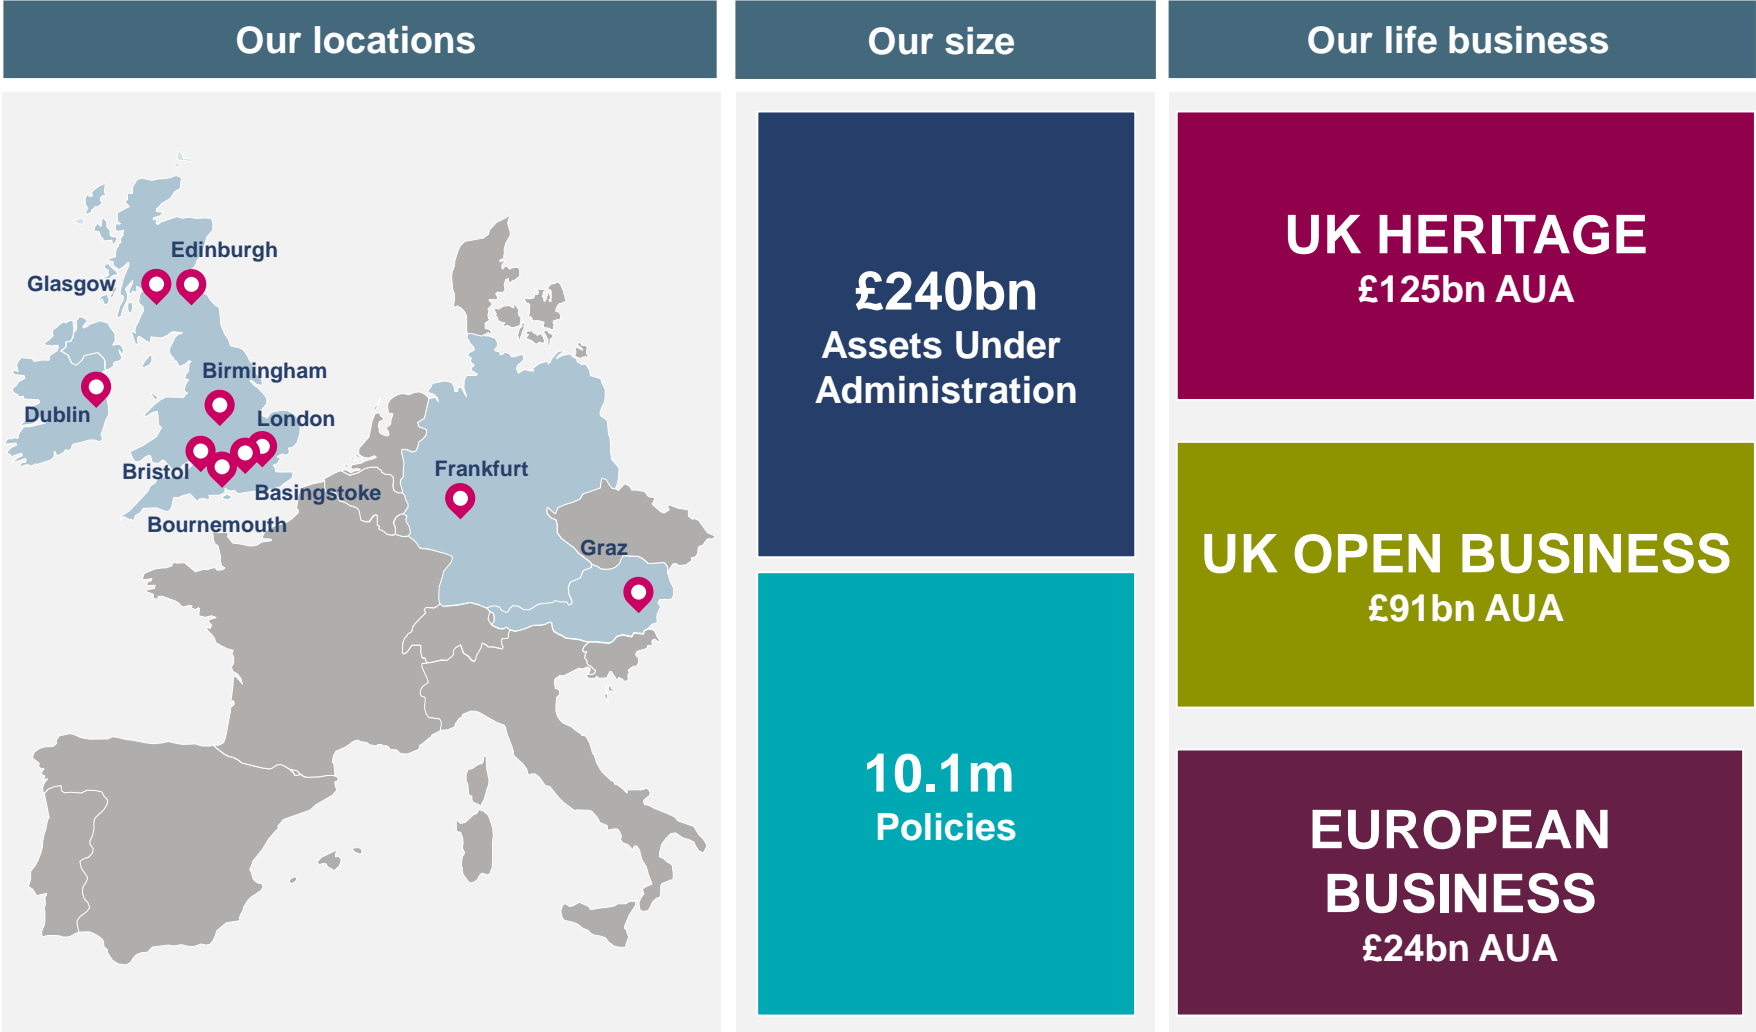 Our locations
Edinburgh
Glasgow
Birmingham
Dublin
London
Bristol
Basingstoke
Bournemouth
Frankfurt
Graz
Our size
£240bn
Assets Under
Administration
10.1m
Policies
Our life business
UK HERITAGE
£125bn AUA
UK OPEN BUSINESS
£91bn AUA
EUROPEAN
BUSINESS
£24bn AUA